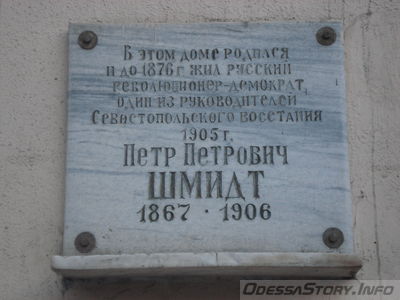 В этом доме родился
и до 1876 г. жил русский
революционер-демократ,
один из руководителей
Севастопольского восстания
1905 г.
Петр Петрович
ШМИДТ
1867 · 1906
OdessaStory.Info